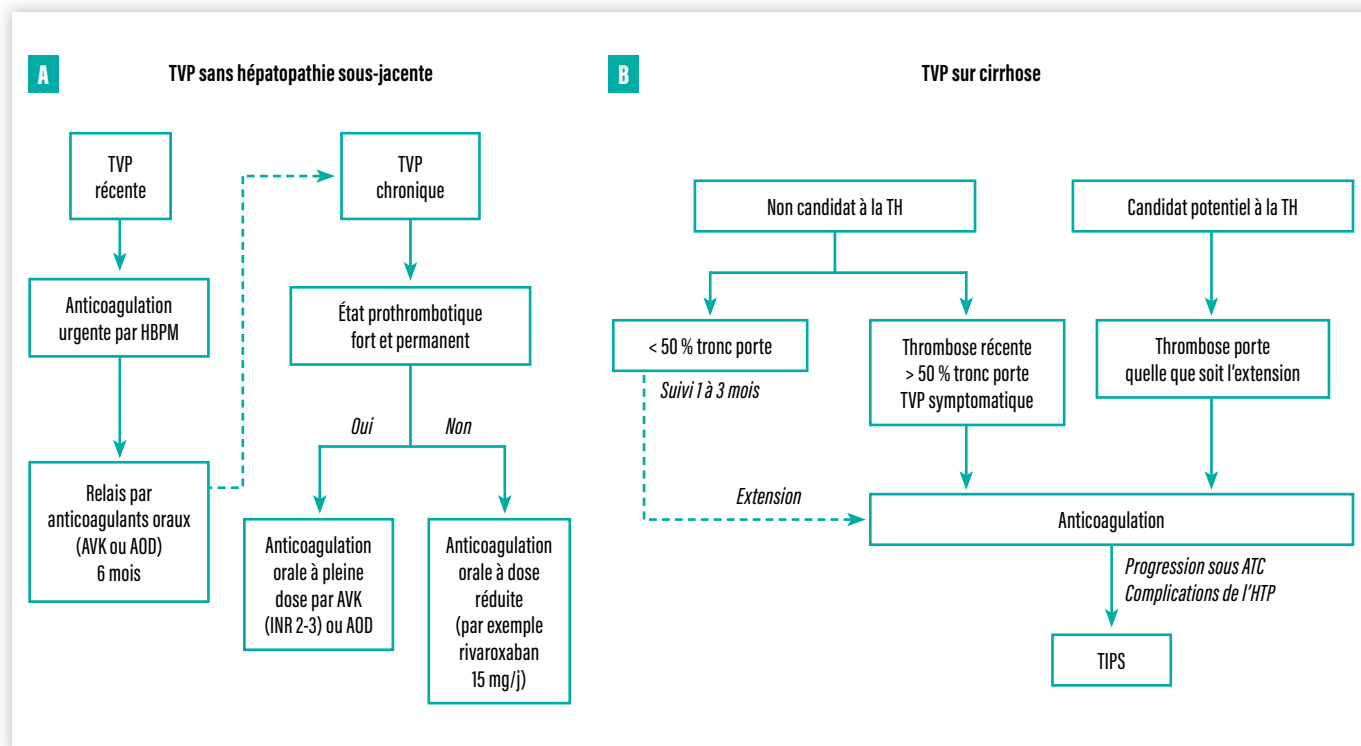 A
TVP sans hépatopathie sous-jacente
TVP
récente
Anticoagulation
urgente par HBPM
Relais par
anticoagulants oraux
(AVK ou AOD)
6 mois
TVP
chronique
État prothrombotique
fort et permanent
Oui
Non
Anticoagulation
orale à pleine
dose par AVK
(INR 2-3) ou AOD
Anticoagulation
orale à dose
réduite
(par exemple
rivaroxaban
15 mg/j)
B
TVP sur cirrhose
Non candidat à la TH
Candidat potentiel à la TH
< 50 % tronc porte
Suivi 1 à 3 mois
Thrombose récente
> 50 % tronc porte
TVP symptomatique
Thrombose porte
quelle que soit l'extension
Extension
Anticoagulation
Progression sous ATC
Complications de l'HTP
TIPS